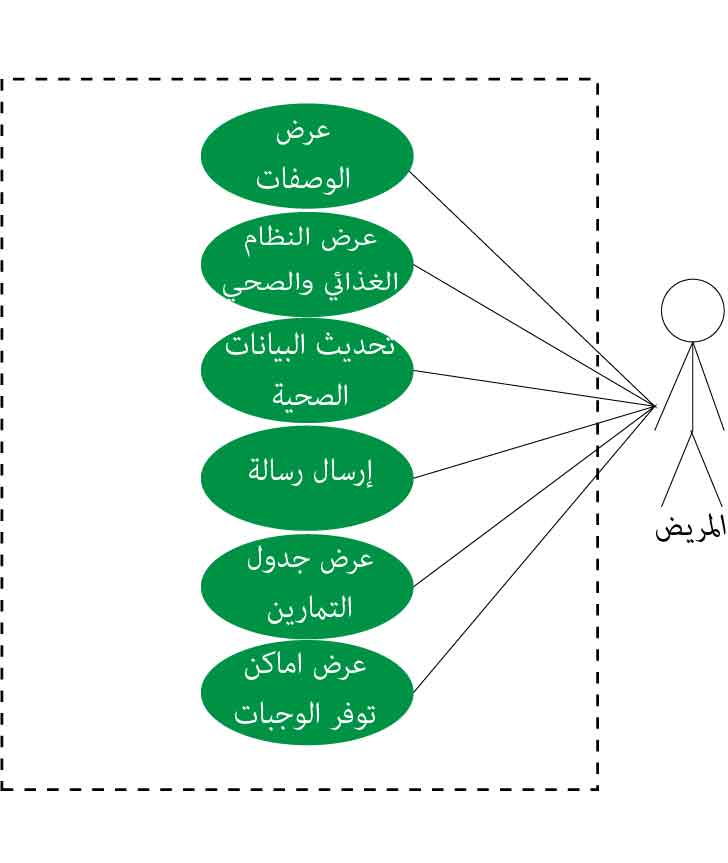 عرض
الوصفات
عرض النظام
الغذائي والصحي
تحديث البيانات
الصحية
إرسال رسالة
عرض جدول
التمارين
عرض اماكن
توفر الوجبات
المريض